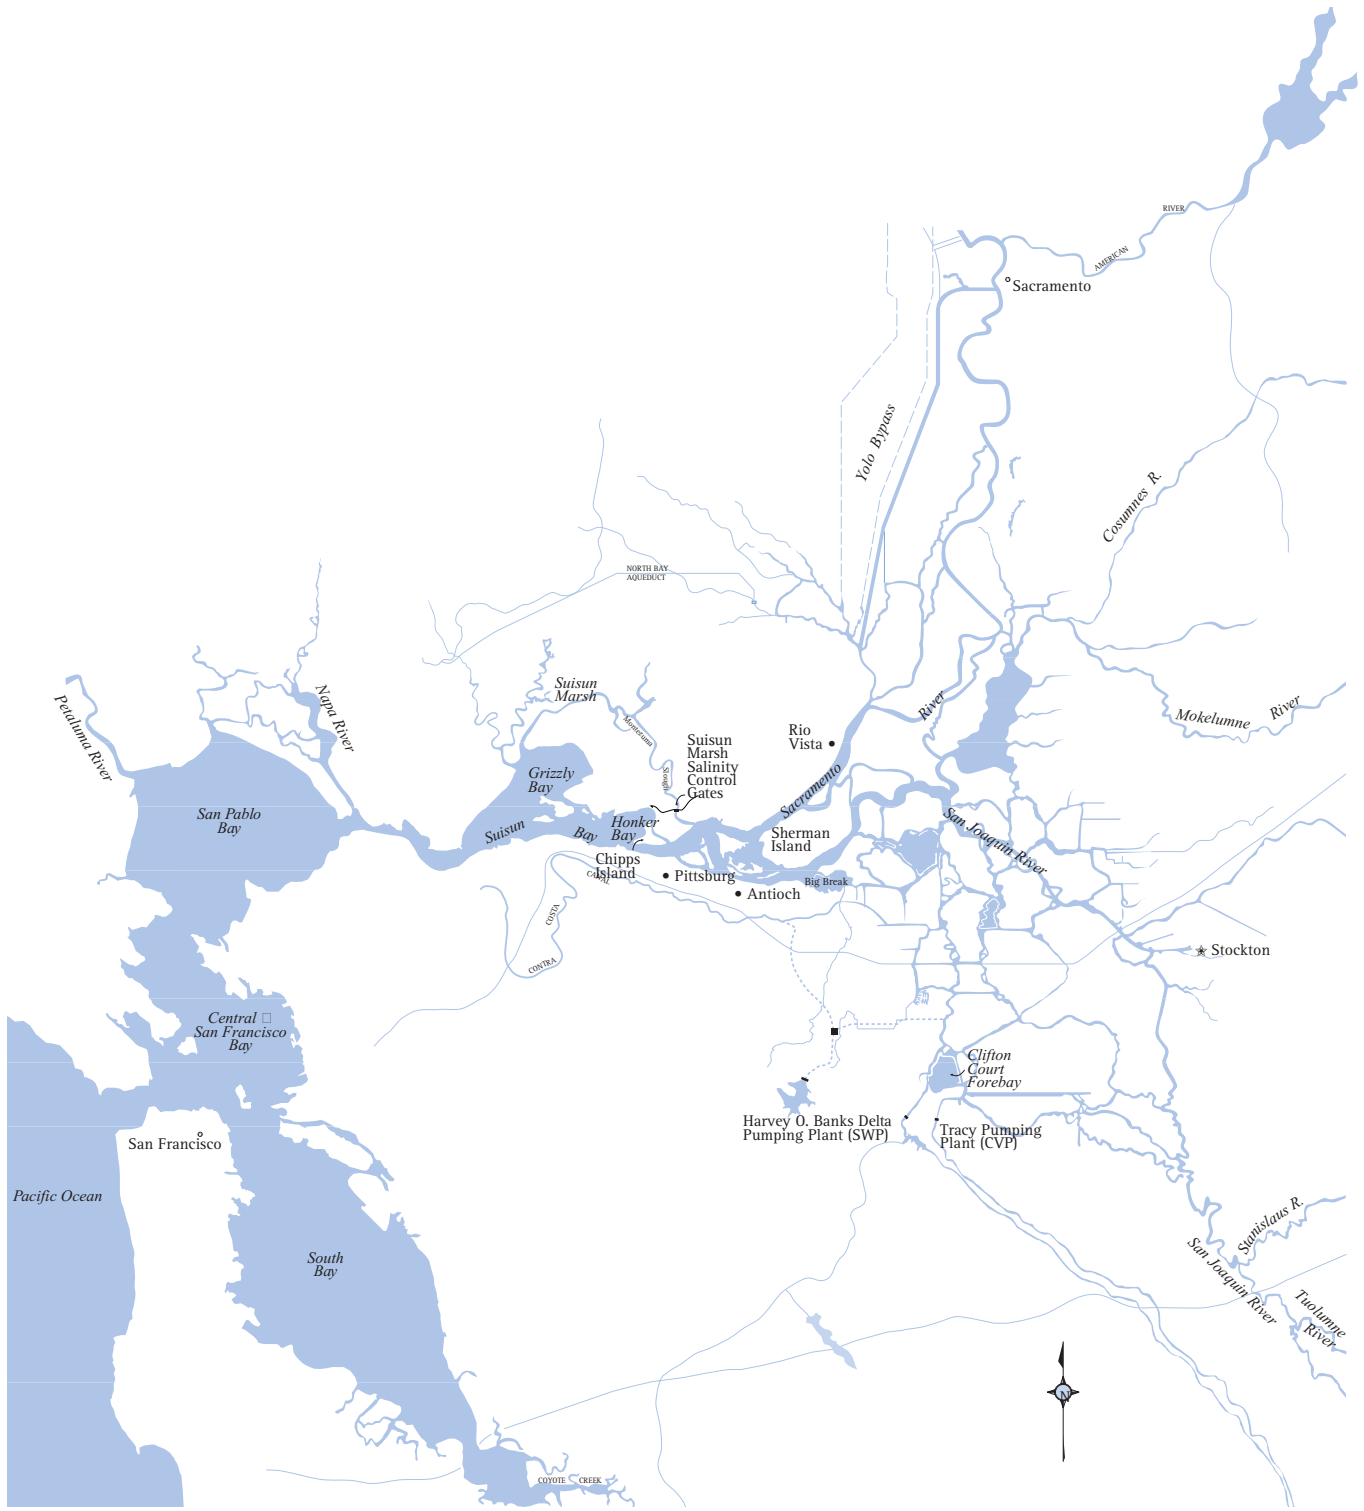 RIVER
AMERICAN
Sacramento
Yolo Bypass
Cosumnes R.
NORTH BAY
AQUEDUCT
Suisun
Marsh
Montezuma
Slough
Napa River
Petaluma River
Mokelumne River
River
Rio
Vista
Suisun
Marsh
Salinity
Control
Gates
Grizzly
Bay
Sacramento
San Pablo
Bay
Suisun Bay
Honker
Bay
Sherman
Island
San Joaquin River
Chipps
Island
CANAL
Pittsburg
Big Break
Antioch
COSTA
CONTRA
Stockton
Central
San Francisco
Bay
Clifton
Court
Forebay
Harvey O. Banks Delta
Pumping Plant (SWP)
Tracy Pumping
Plant (CVP)
San Francisco
Pacific Ocean
Stanislaus R.
San Joaquin River
South
Bay
Tuolumne
River
N
COYOTE CREEK